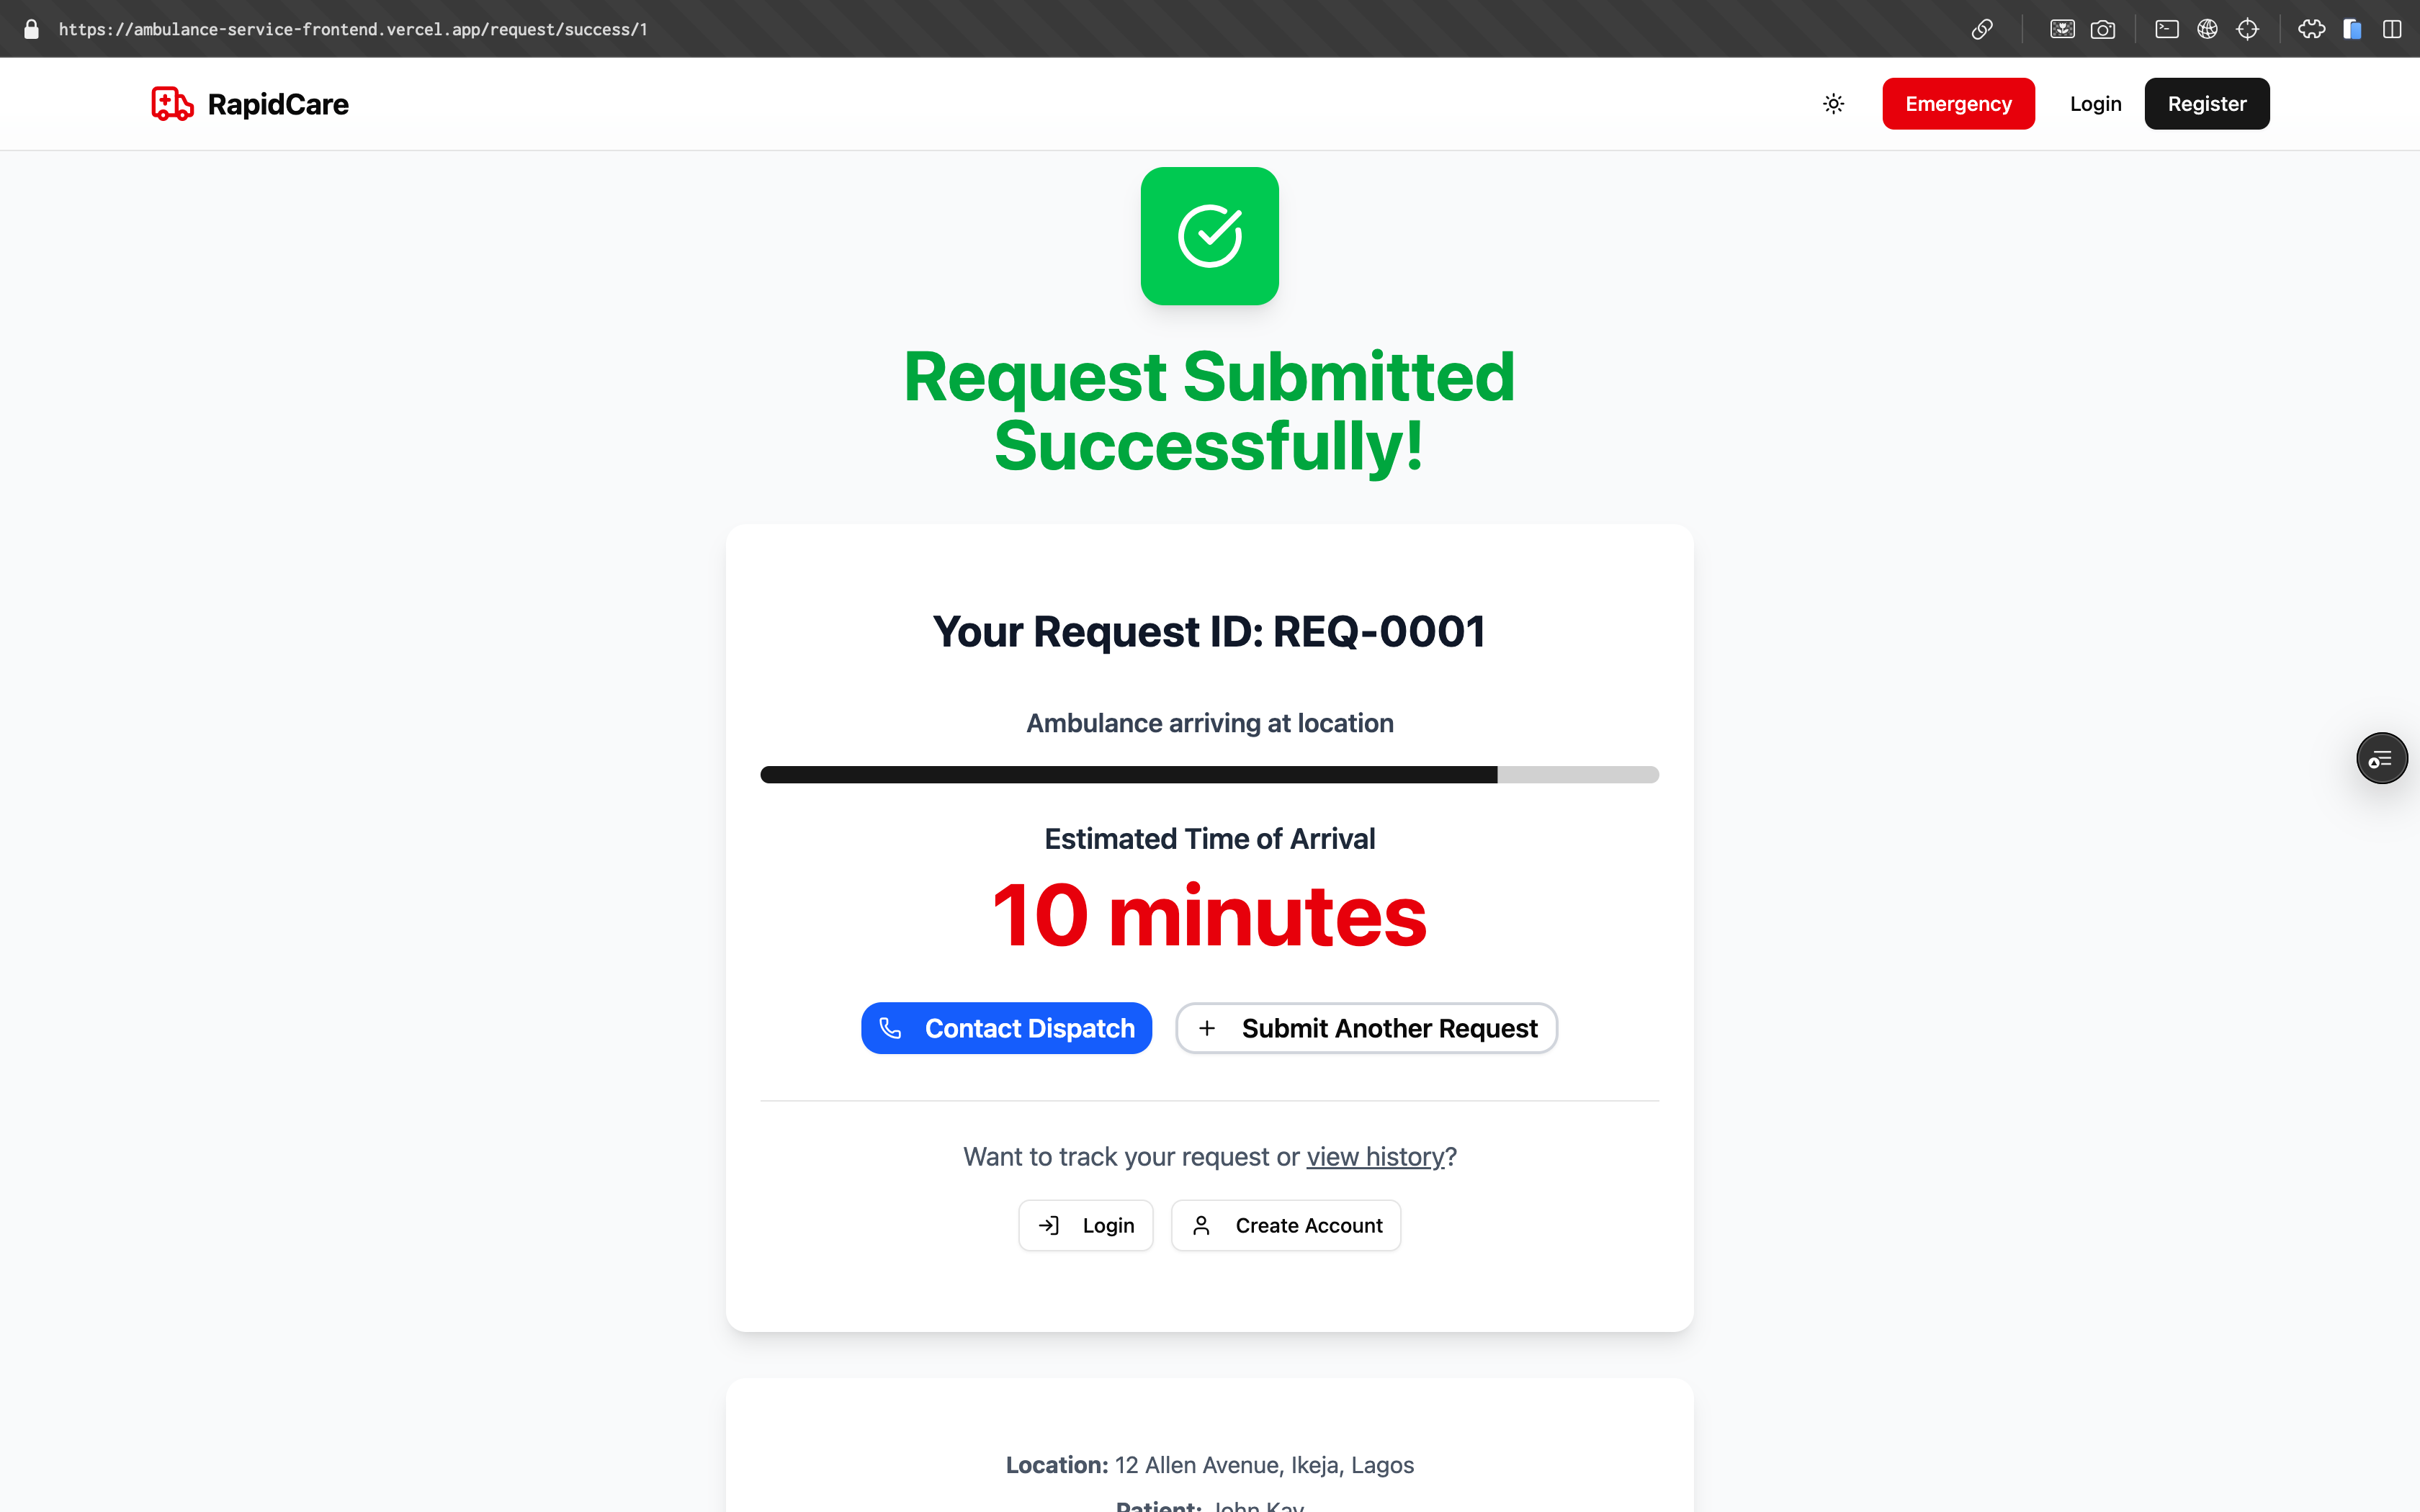 https://ambulance-service-frontend.vercel.app/request/success/1
RapidCare
Emergency
Login
Register
Request Submitted
Successfully!
Your Request ID: REQ-0001
Ambulance arriving at location
Estimated Time of Arrival
10 minutes
Contact Dispatch
Submit Another Request
Want to track your request or view history?
Login
Create Account
Location: 12 Allen Avenue, Ikeja, Lagos
Patient: John Kay